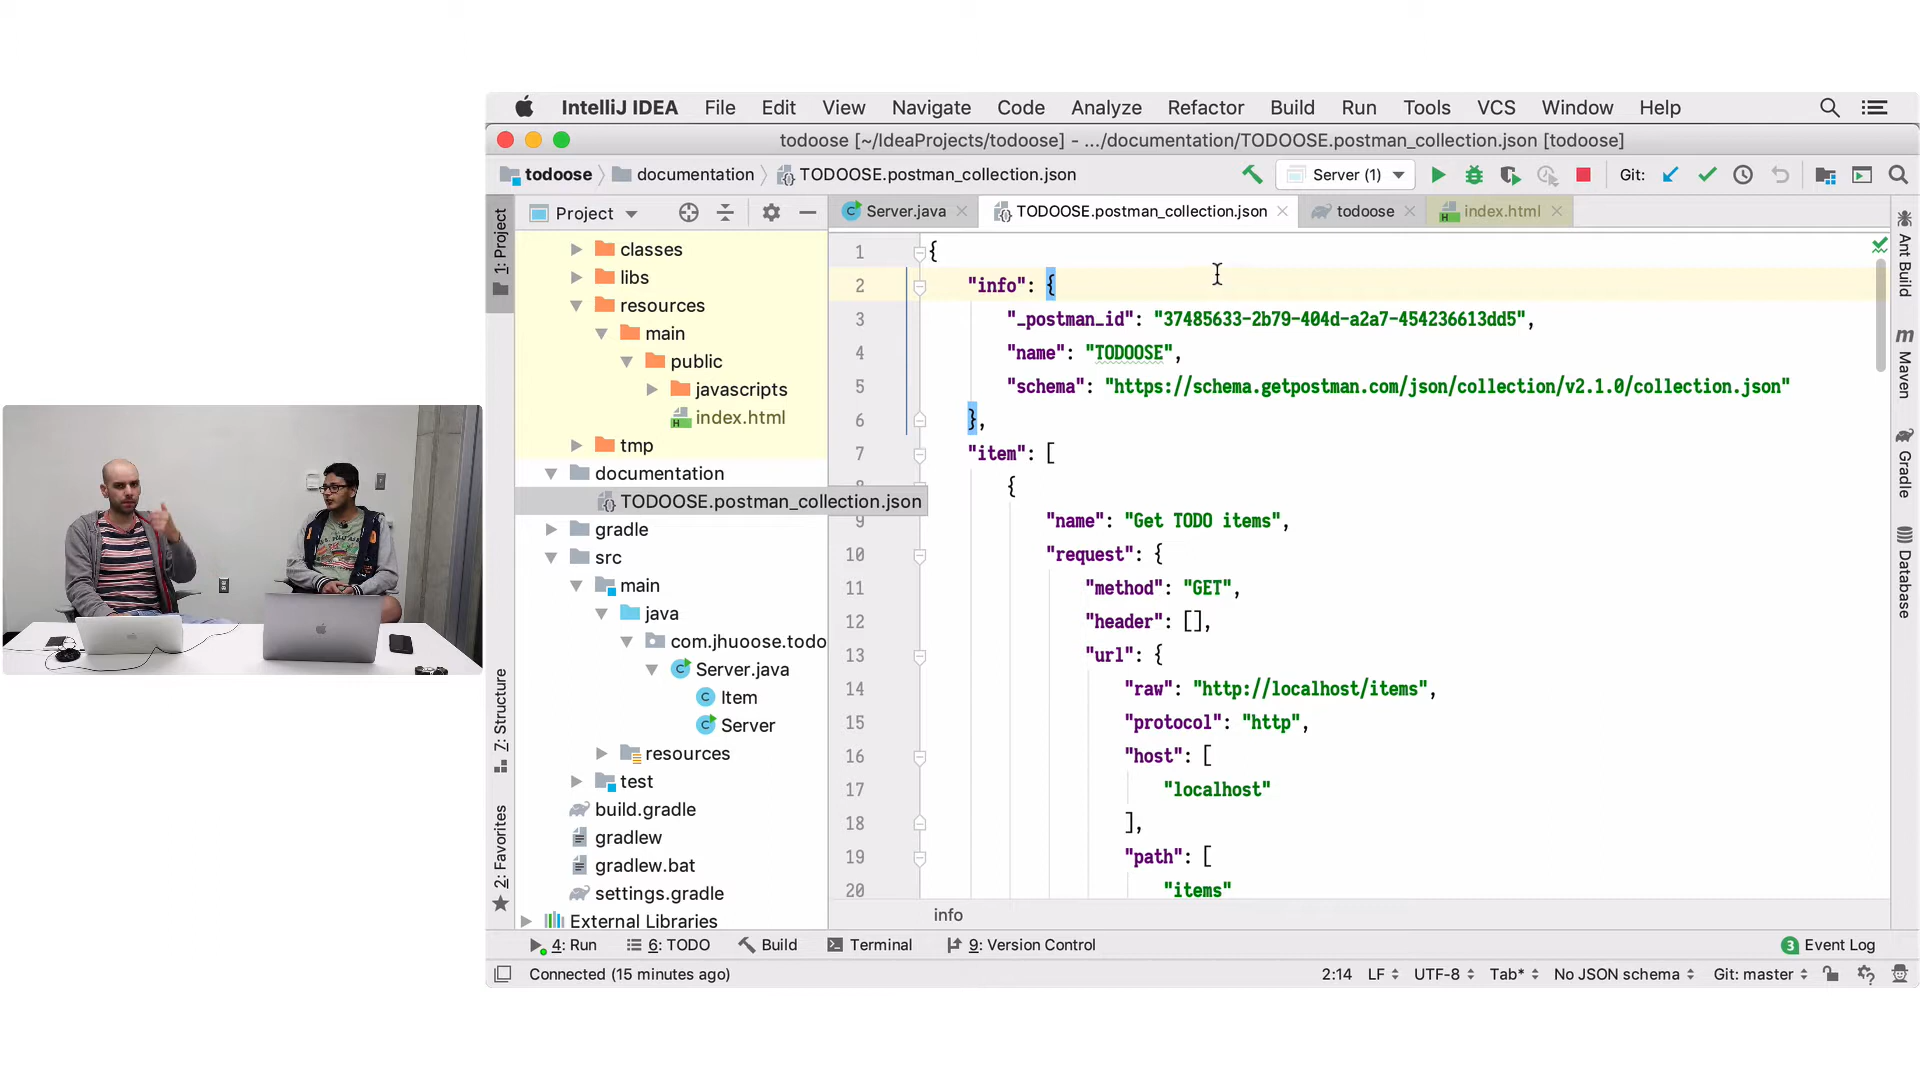 IntelliJ IDEA File Edit View Navigate Code Analyze Refactor Build Run Tools VCS Window Help
todoose [~/IdeaProjects/todoose] - .../documentation/TODOOSE.postman_collection.json [todoose]
todoose documentation TODOOSE.postman_collection.json Server (1) Git:
1: Project
7: Structure
2: Favorites
Project
classes
libs
resources
main
public
javascripts
index.html
tmp
documentation
TODOOSE.postman_collection.json
gradle
src
main
java
com.jhuoose.todo
Server.java
Item
Server
resources
test
build.gradle
gradlew
gradlew.bat
settings.gradle
External Libraries
Server.java TODOOSE.postman_collection.json todoose index.html
1 {
2 "info": {
3 "_postman_id": "37485633-2b79-404d-a2a7-454236613dd5",
4 "name": "TODOOSE",
5 "schema": "https://schema.getpostman.com/json/collection/v2.1.0/collection.json"
6 },
7 "item": [
{
9 "name": "Get TODO items",
10 "request": {
11 "method": "GET",
12 "header": [],
13 "url": {
14 "raw": "http://localhost/items",
15 "protocol": "http",
16 "host": [
17 "localhost"
18 ],
19 "path": [
20 "items"
info
Ant Build
Maven
Gradle
Database
4: Run 6: TODO Build Terminal 9: Version Control 3 Event Log
Connected (15 minutes ago) 2:14 LF UTF-8 Tab* No JSON schema Git: master